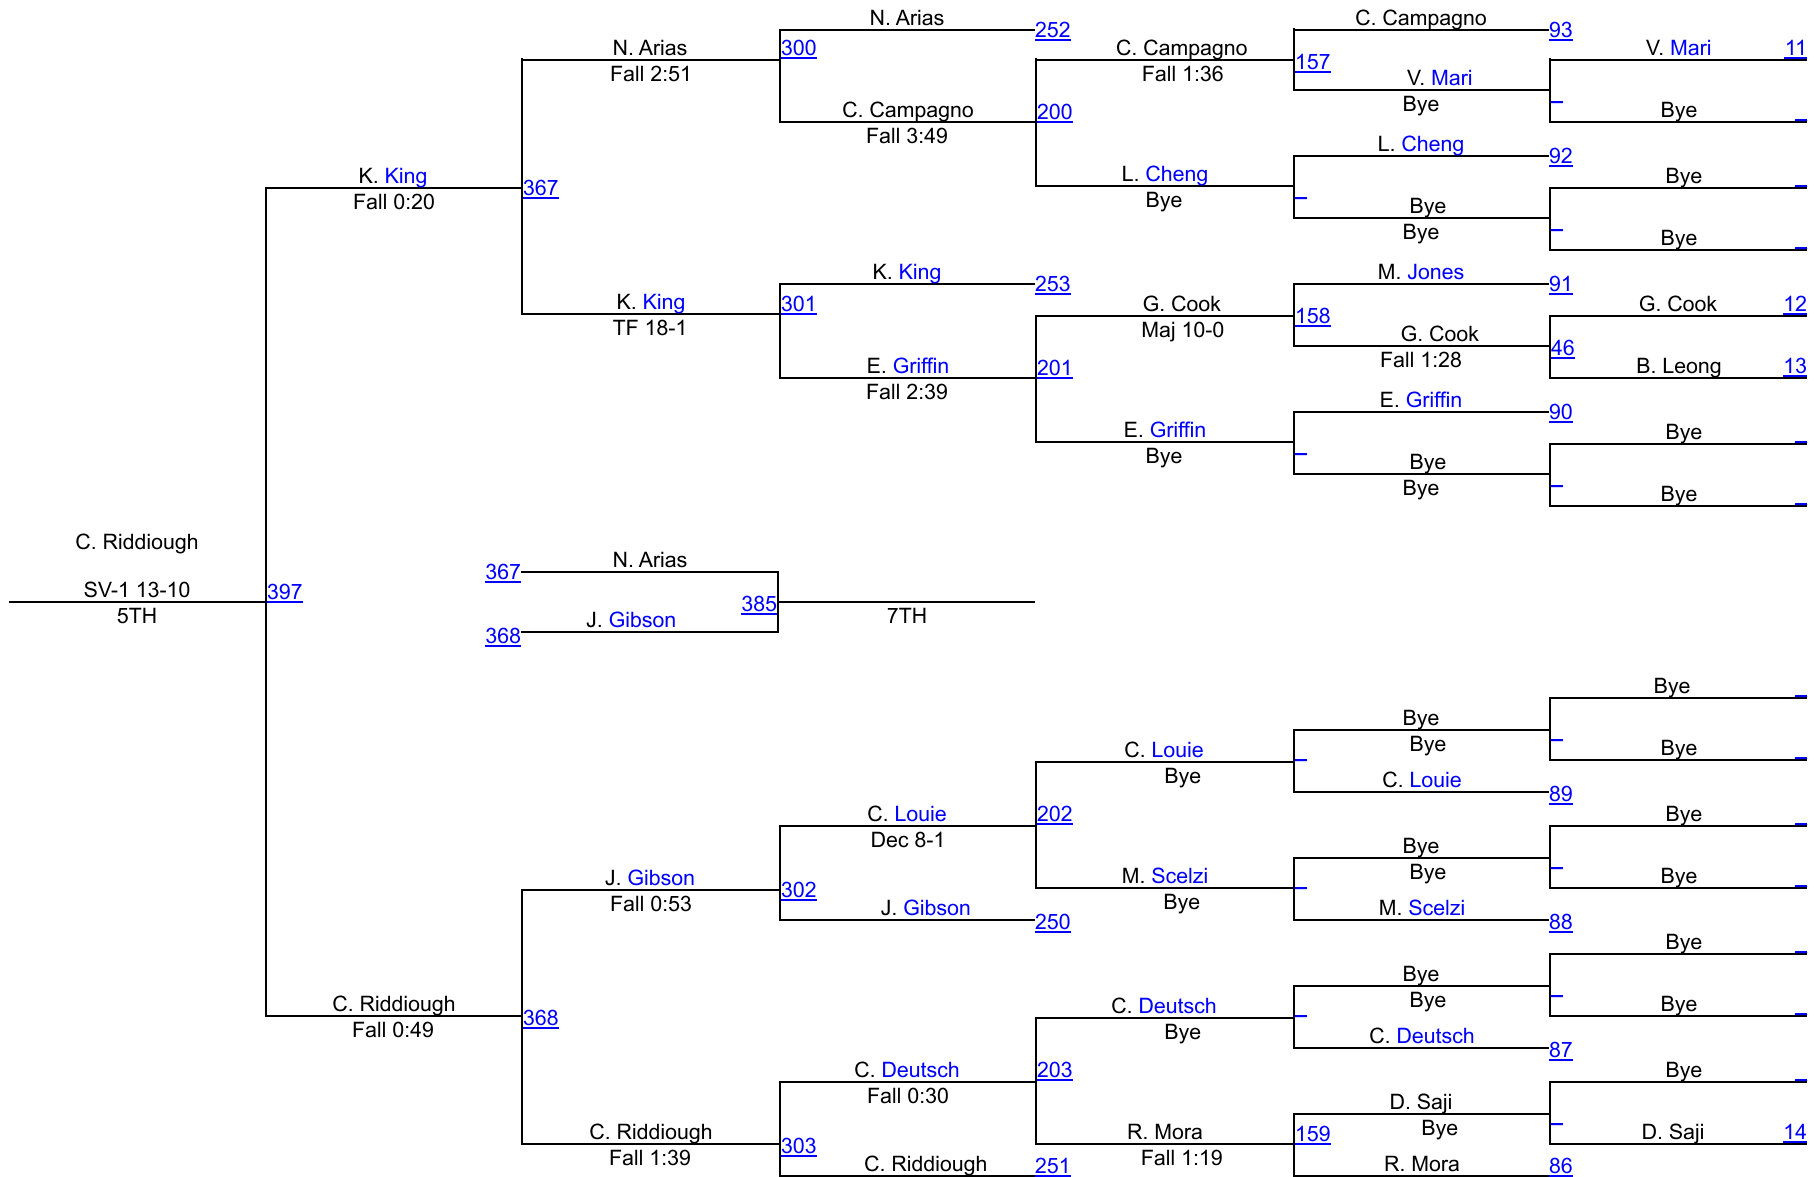 N. Arias
252
C. Campagno
93
N. Arias
300
C. Campagno
V. Mari
11
Fall 2:51
Fall 1:36
157
V. Mari
Bye
C. Campagno
200
Bye
Fall 3:49
L. Cheng
92
K. King
367
L. Cheng
Bye
Fall 0:20
Bye
Bye
Bye
Bye
K. King
253
M. Jones
91
K. King
301
G. Cook
G. Cook
12
TF 18-1
Maj 10-0
158
G. Cook
46
Fall 1:28
E. Griffin
201
B. Leong
13
Fall 2:39
E. Griffin
90
E. Griffin
Bye
Bye
Bye
Bye
Bye
C. Riddiough
SV-1 13-10
397
5TH
367
N. Arias
385
7TH
368
J. Gibson
Bye
Bye
Bye
Bye
C. Louie
Bye
C. Louie
89
C. Louie
202
Bye
Dec 8-1
Bye
Bye
J. Gibson
302
M. Scelzi
Bye
Fall 0:53
Bye
J. Gibson
250
M. Scelzi
88
Bye
Bye
Bye
C. Riddiough
368
C. Deutsch
Bye
Fall 0:49
Bye
C. Deutsch
87
C. Deutsch
203
Bye
Fall 0:30
D. Saji
Bye
C. Riddiough
303
R. Mora
159
D. Saji
14
Fall 1:39
Fall 1:19
C. Riddiough
251
R. Mora
86